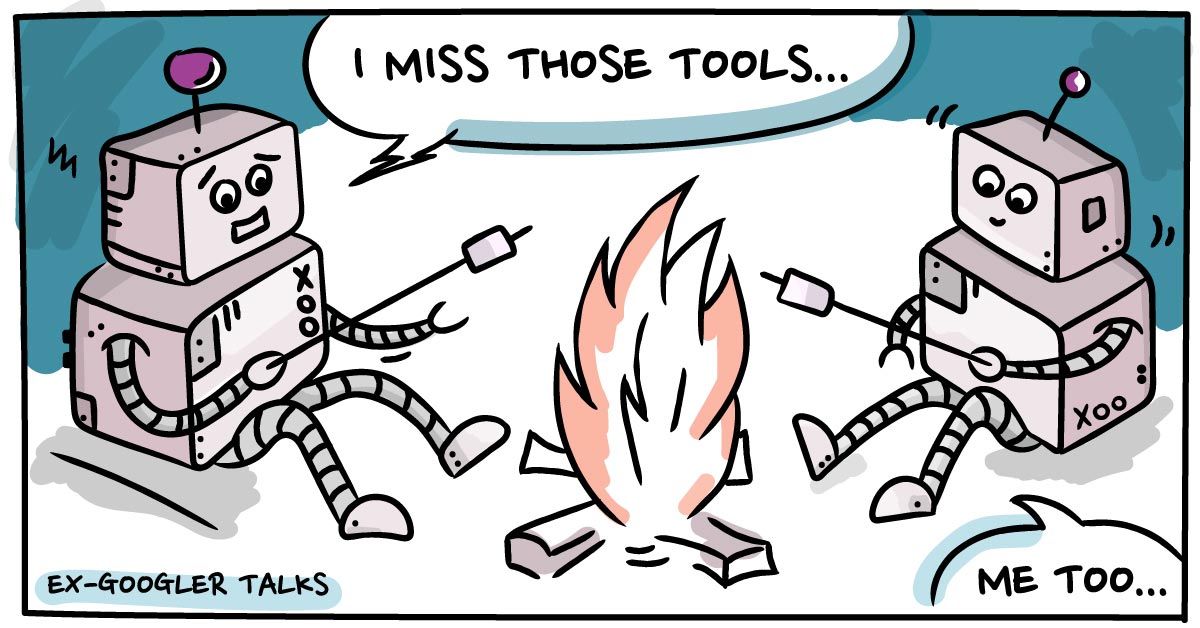 I MISS THOSE TOOLS...
XOO
XOO
EX-GOOGLER TALKS
ME TOO...